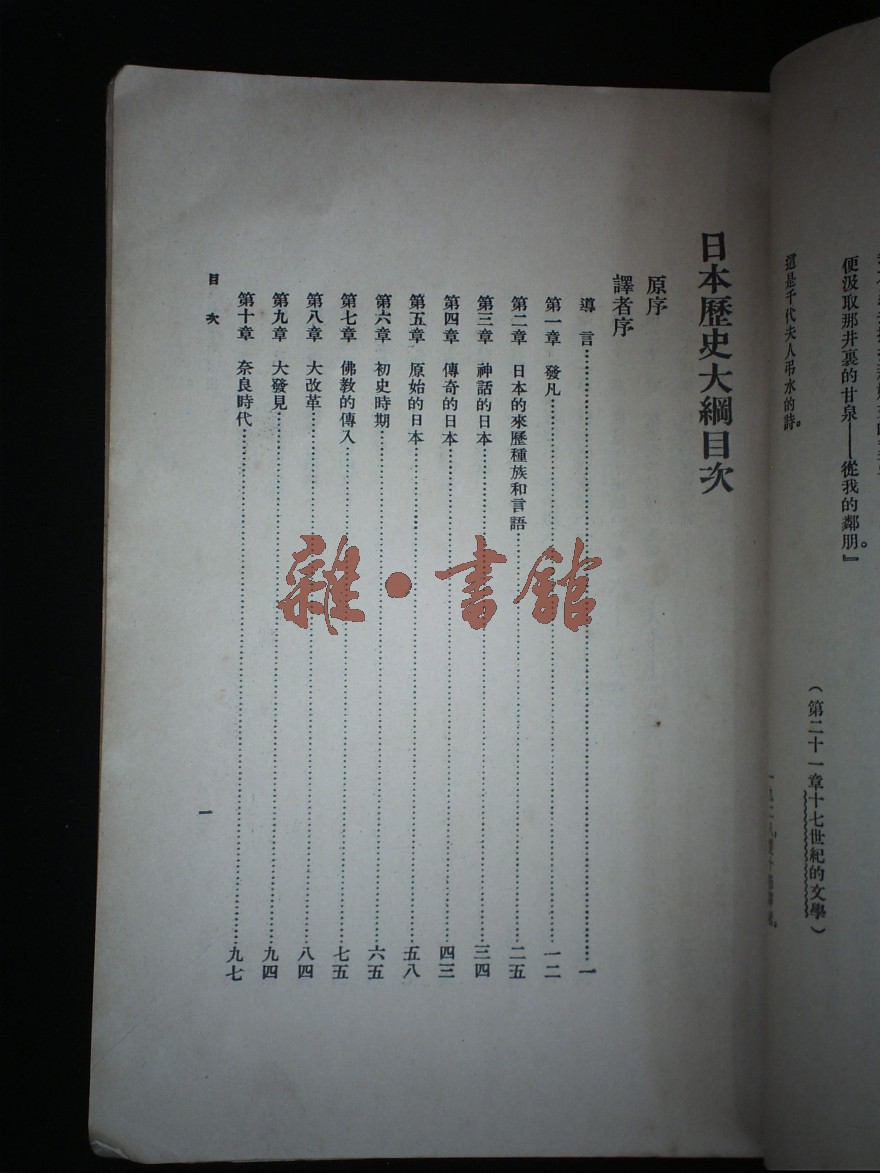 便汲取那井裏的甘泉——從我的鄰朋。』
這是千代夫人弔水的詩。
(第二十一章十七世紀的文學)
日本歷史大綱目次
原序
譯者序
導言……一
第一章 發凡……一二
第二章 日本的來歷種族和言語……二五
第三章 神話的日本……三四
第四章 傳奇的日本……四三
第五章 原始的日本……五八
第六章 初史時期……六五
第七章 佛教的傳入……七五
第八章 大改革……八四
第九章 大發見……九四
第十章 奈良時代……九七
目次
一
雜·書館